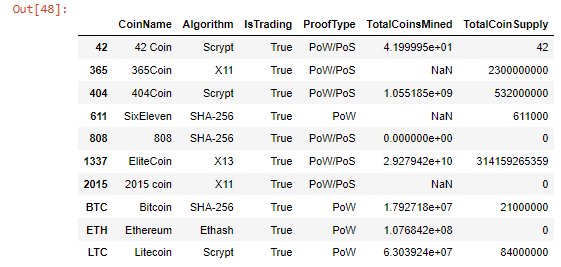 Out[48]:
CoinName Algorithm IsTrading ProofType TotalCoinsMined TotalCoinSupply
42 42 Coin Scrypt True PoW/PoS 4.199995e+01 42
365 365Coin X11 True PoW/PoS NaN 2300000000
404 404Coin Scrypt True PoW/PoS 1.055185e+09 532000000
611 SixEleven SHA-256 True PoW NaN 611000
808 808 SHA-256 True PoW/PoS 0.000000e+00 0
1337 EliteCoin X13 True PoW/PoS 2.927942e+10 314159265359
2015 2015 coin X11 True PoW/PoS NaN 0
BTC Bitcoin SHA-256 True PoW 1.792718e+07 21000000
ETH Ethereum Ethash True PoW 1.076842e+08 0
LTC Litecoin Scrypt True PoW 6.303924e+07 84000000